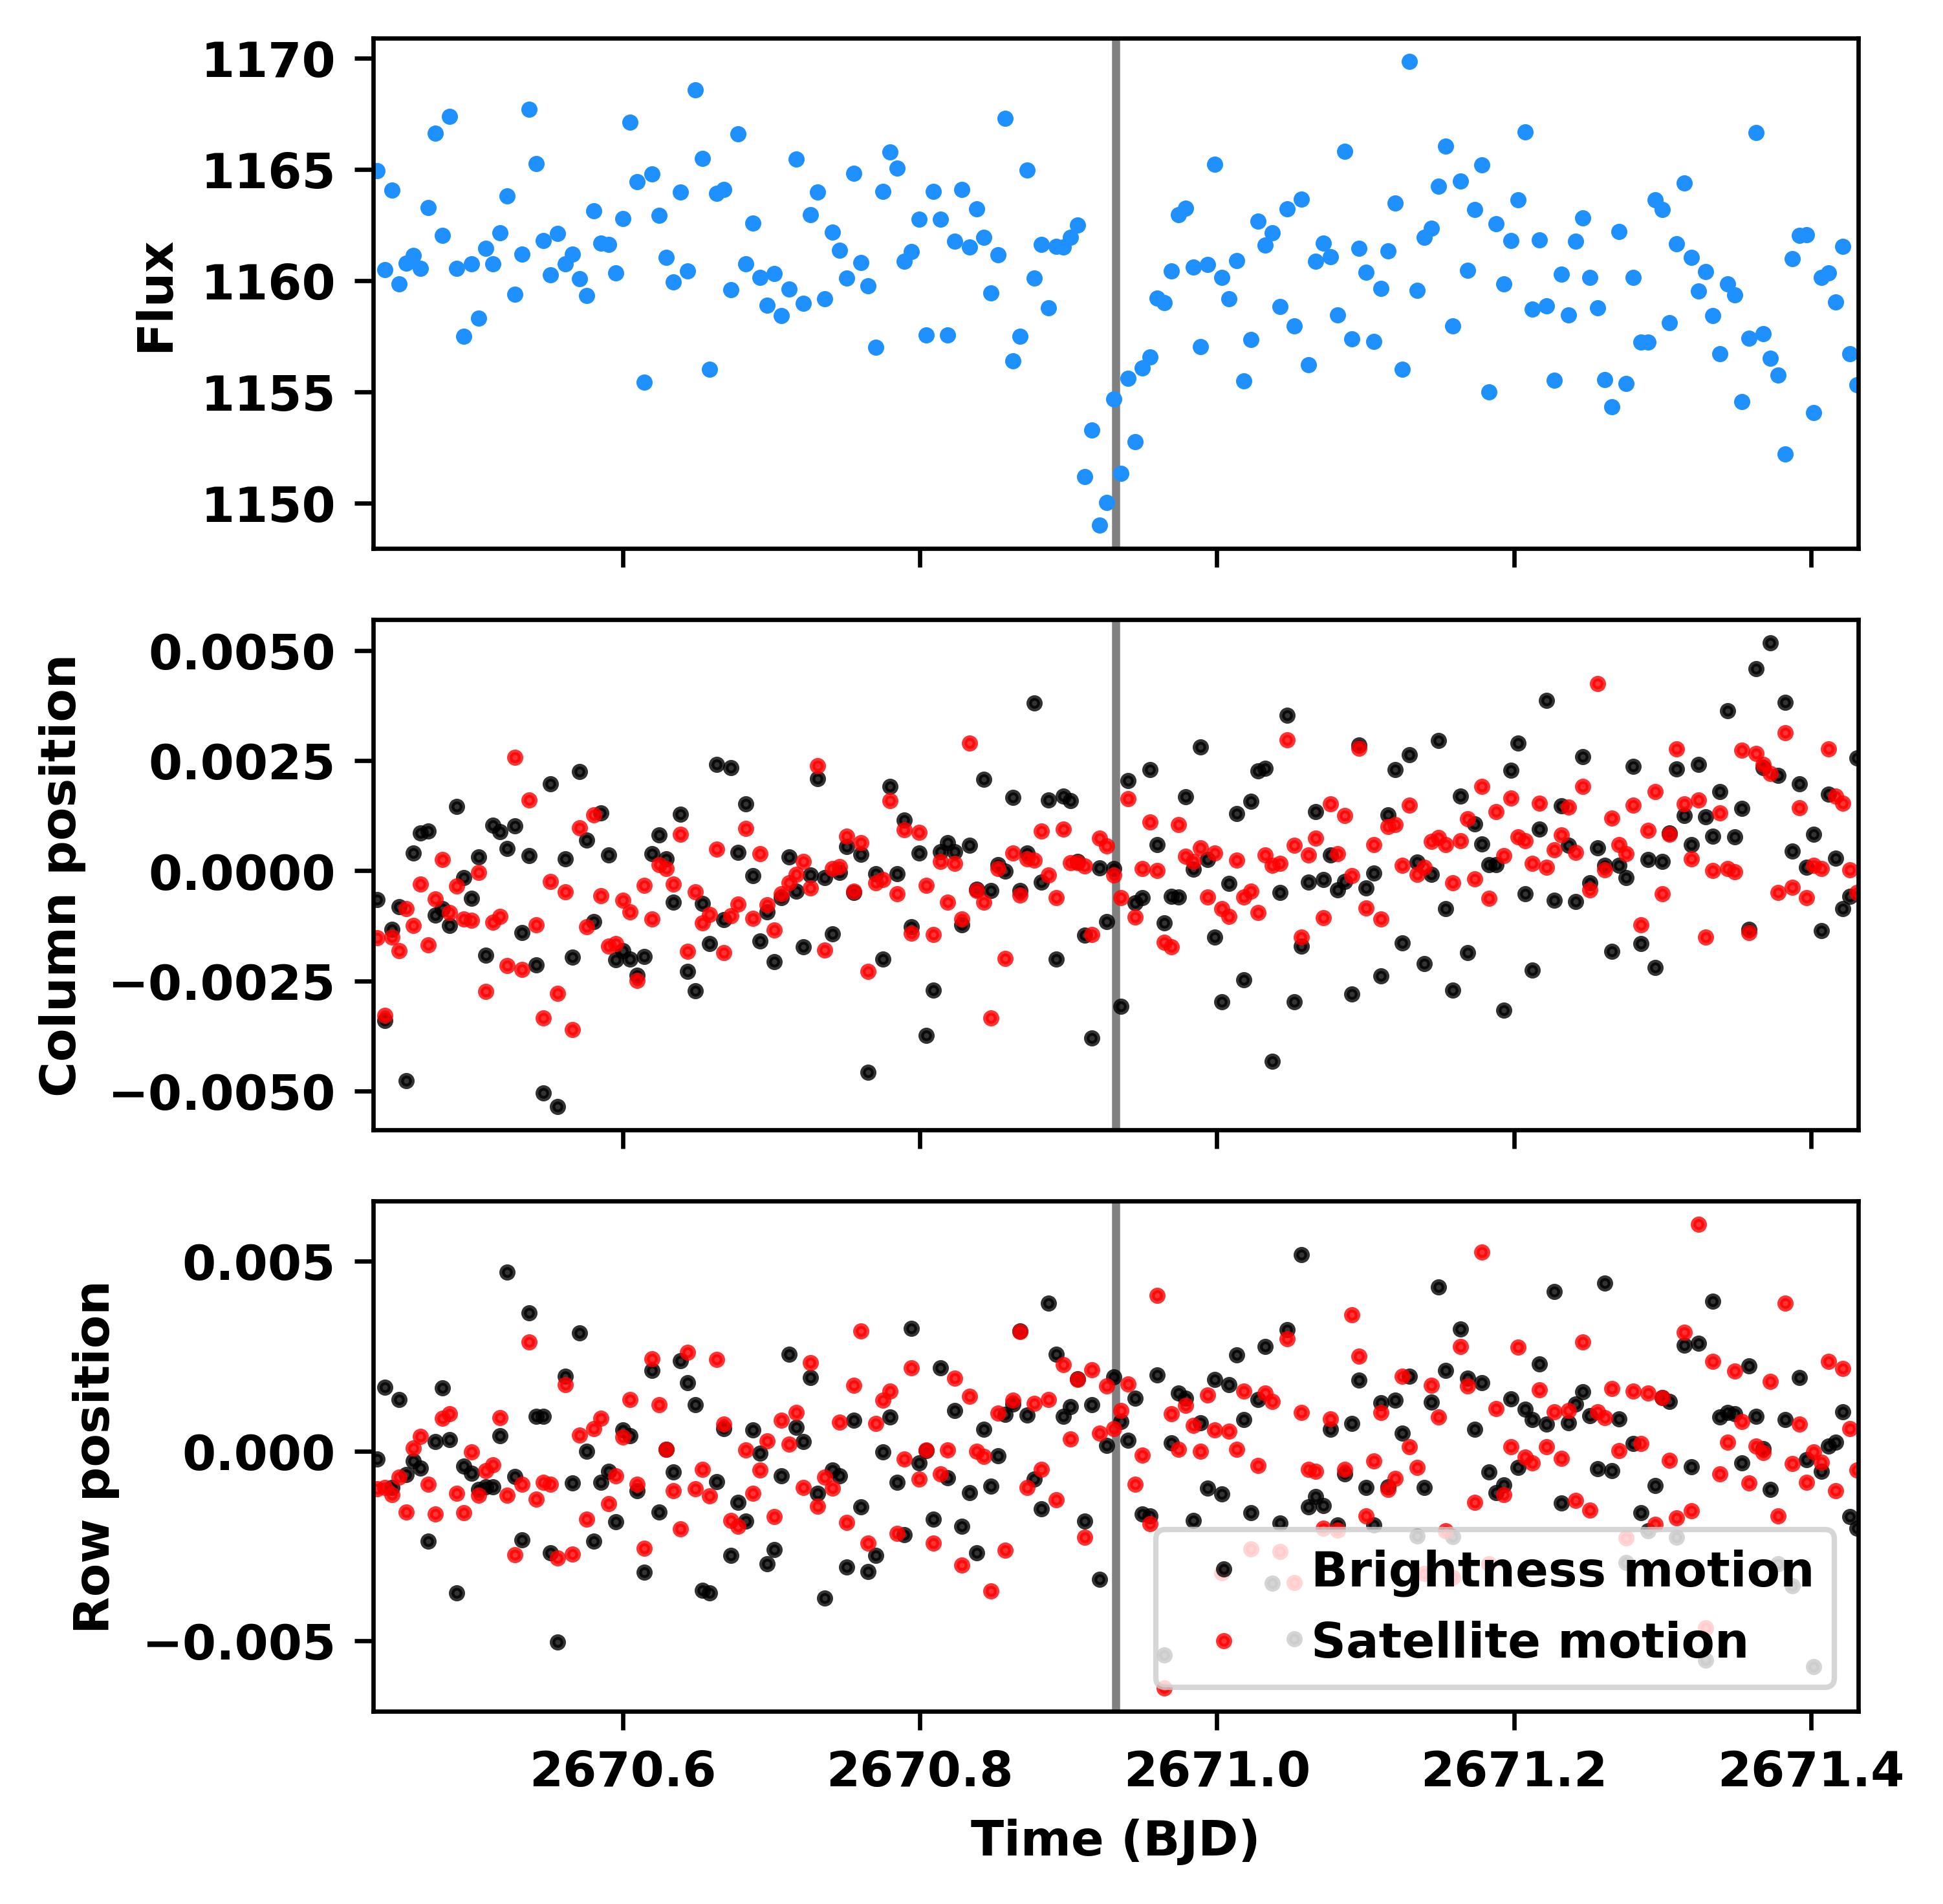 Flux
1170
1165
1160
1155
1150
Column position
0.0050
0.0025
0.0000
−0.0025
−0.0050
Row position
0.005
0.000
−0.005
Brightness motion
Satellite motion
2670.6 2670.8 2671.0 2671.2 2671.4
Time (BJD)